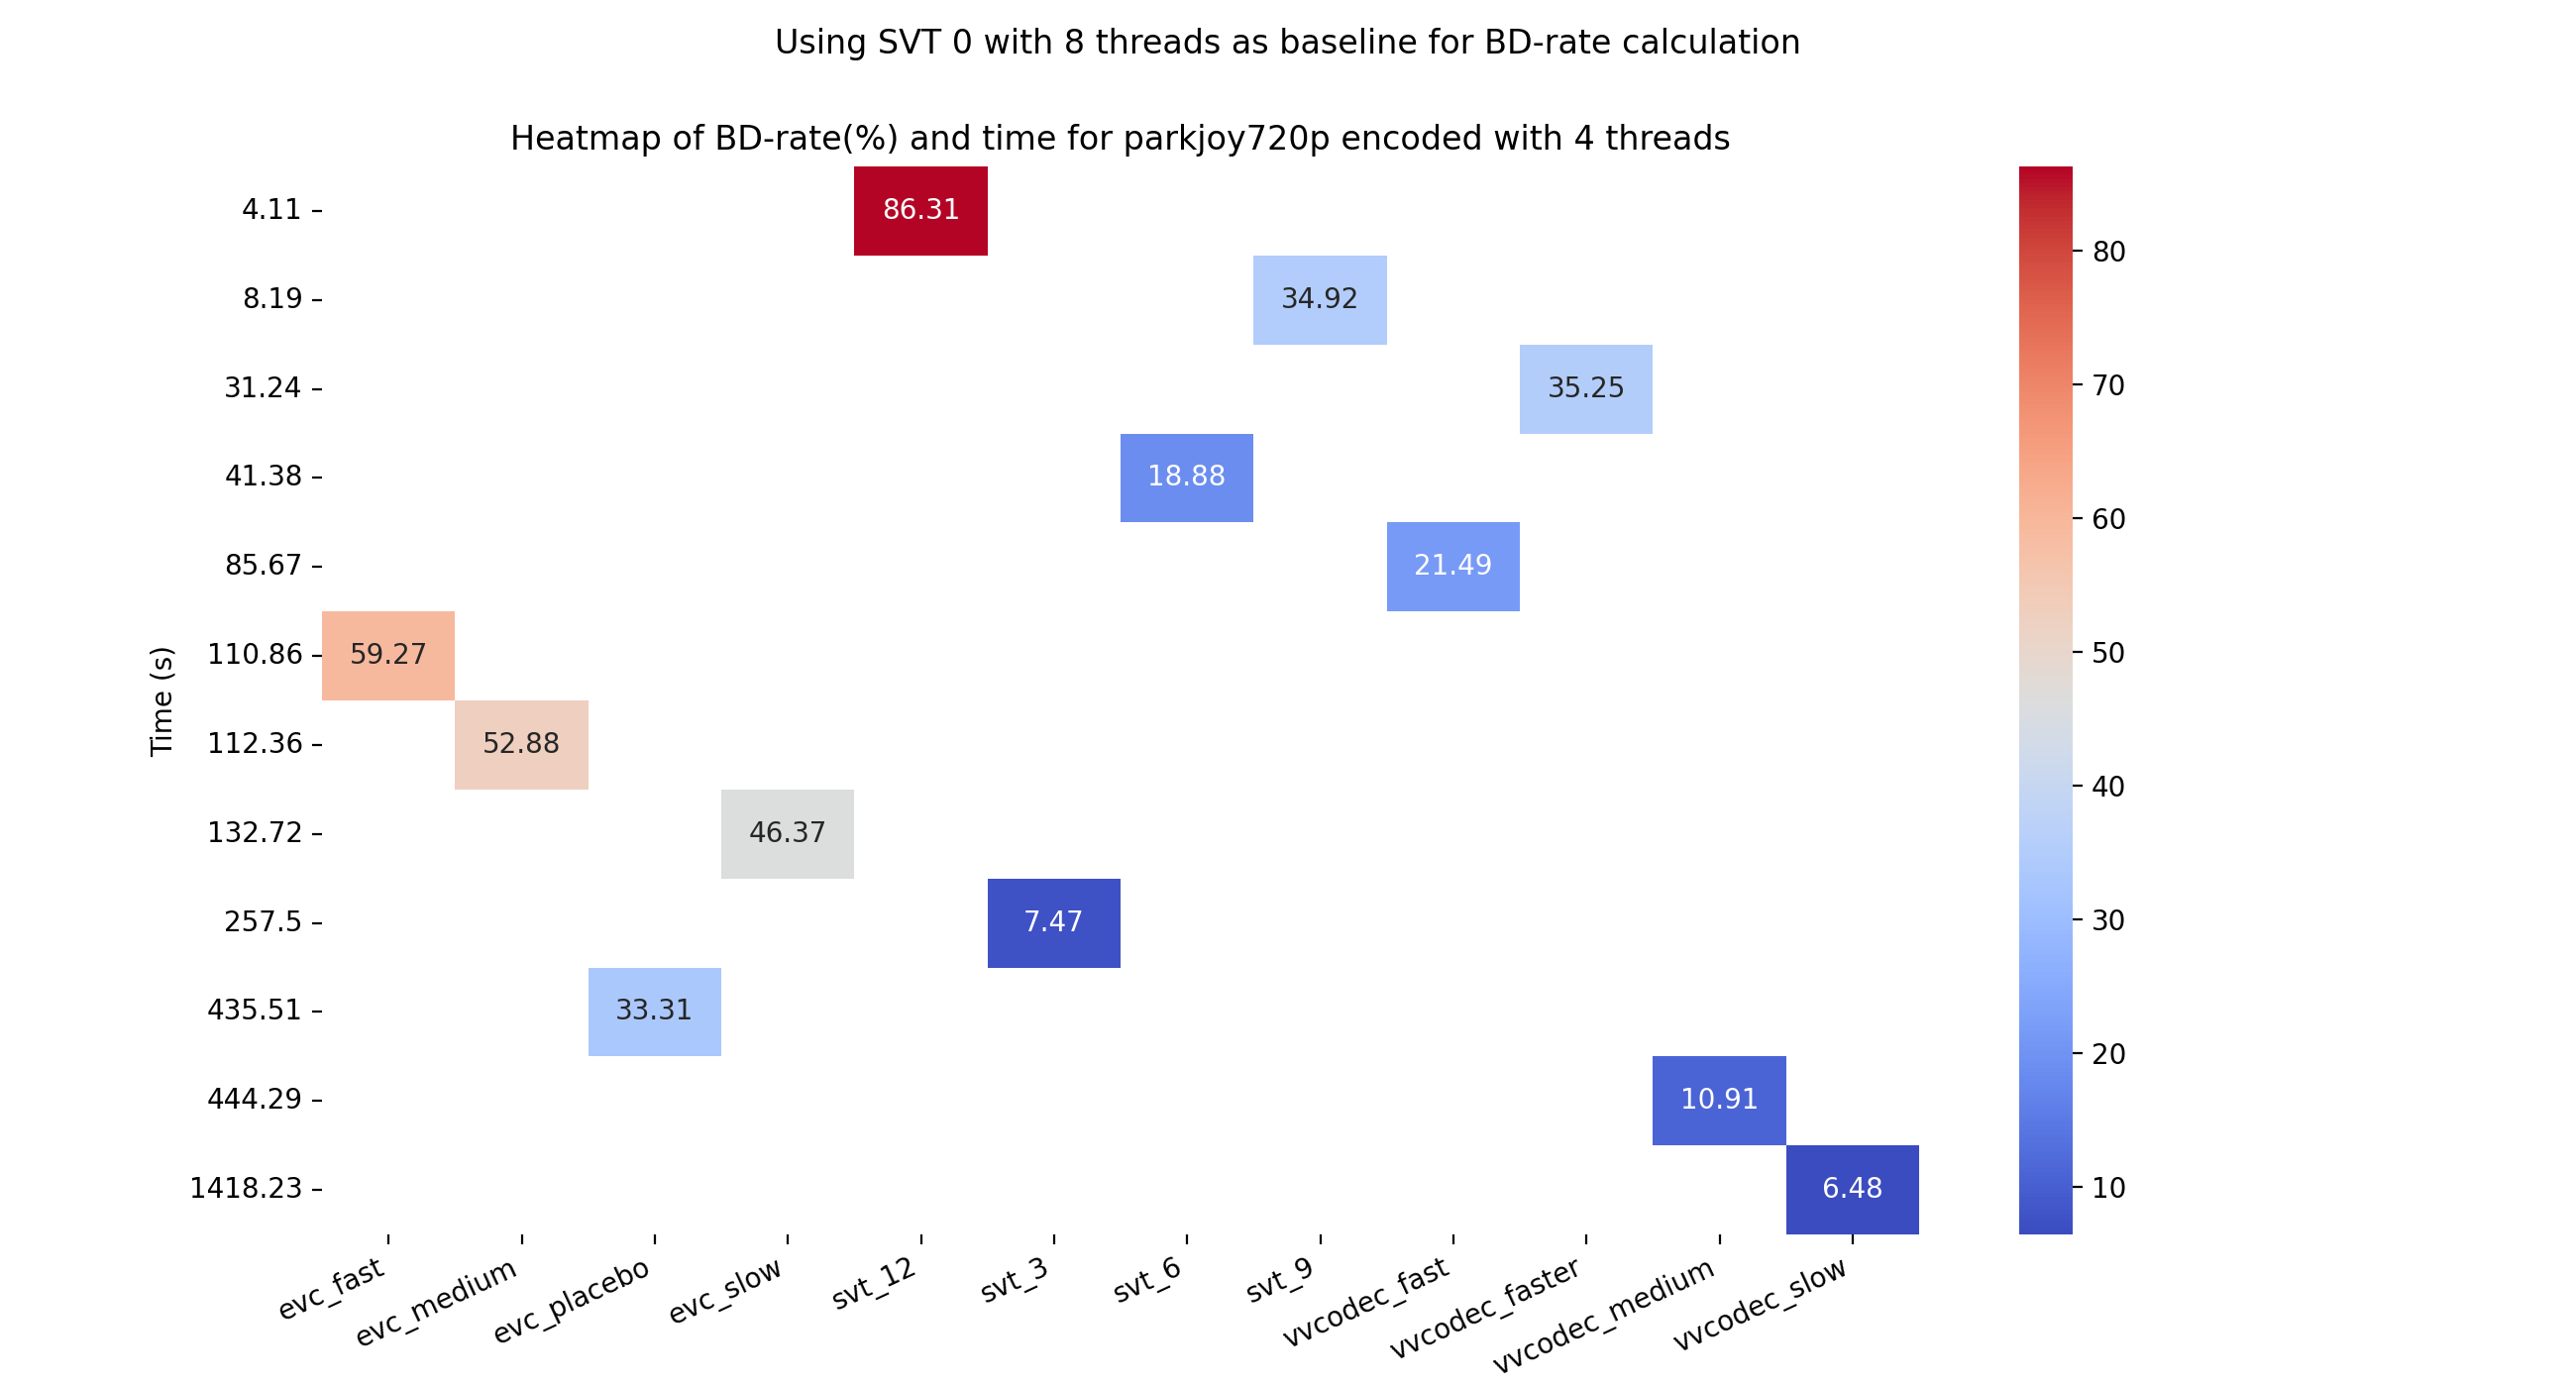 Using SVT 0 with 8 threads as baseline for BD-rate calculation
Heatmap of BD-rate(%) and time for parkjoy720p encoded with 4 threads
Time (s)
4.11
86.31
8.19
34.92
31.24
35.25
41.38
18.88
85.67
21.49
110.86
59.27
112.36
52.88
132.72
46.37
257.5
7.47
435.51
33.31
444.29
10.91
1418.23
6.48
evc_fast
evc_medium
evc_placebo
evc_slow
svt_12
svt_3
svt_6
svt_9
vvcodec_fast
vvcodec_faster
vvcodec_medium
vvcodec_slow
80
70
60
50
40
30
20
10